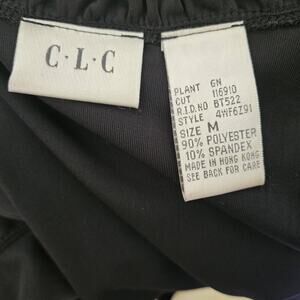 C·L·C
PLANT 6N
CUT 116910
R.I.D.NO BT522
STYLE 4WF6Z91
SIZE M
90% POLYESTER
10% SPANDEX
MADE IN HONG KONG
SEE BACK FOR CARE